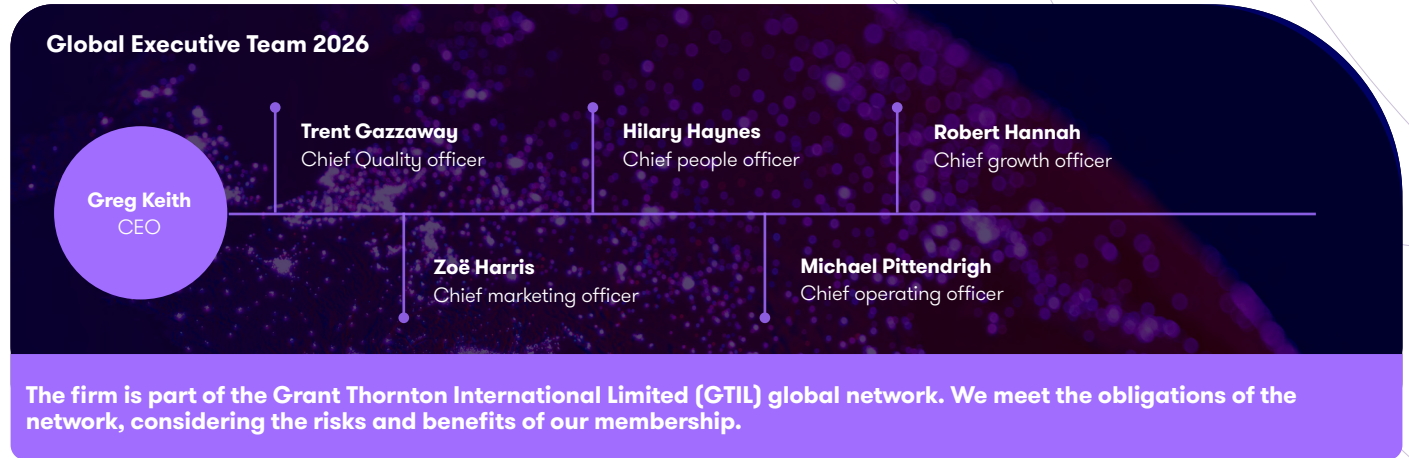 Global Executive Team 2026
Trent Gazzaway
Chief Quality officer
Hilary Haynes
Chief people officer
Robert Hannah
Chief growth officer
Greg Keith
CEO
Zoë Harris
Chief marketing officer
Michael Pittendrigh
Chief operating officer
The firm is part of the Grant Thornton International Limited (GTIL) global network. We meet the obligations of the
network, considering the risks and benefits of our membership.